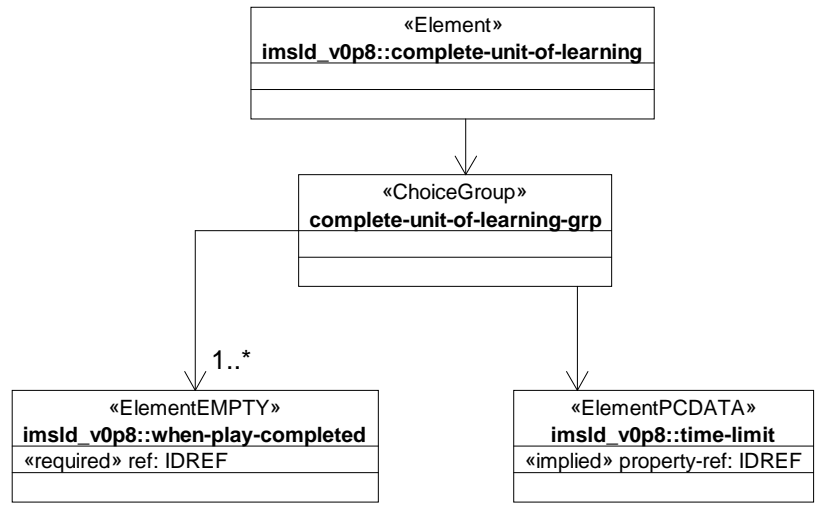 «Element»
imsld_v0p8::complete-unit-of-learning
«ChoiceGroup»
complete-unit-of-learning-grp
1..*
«ElementEMPTY»
imsld_v0p8::when-play-completed
«required» ref: IDREF
«ElementPCDATA»
imsld_v0p8::time-limit
«implied» property-ref: IDREF